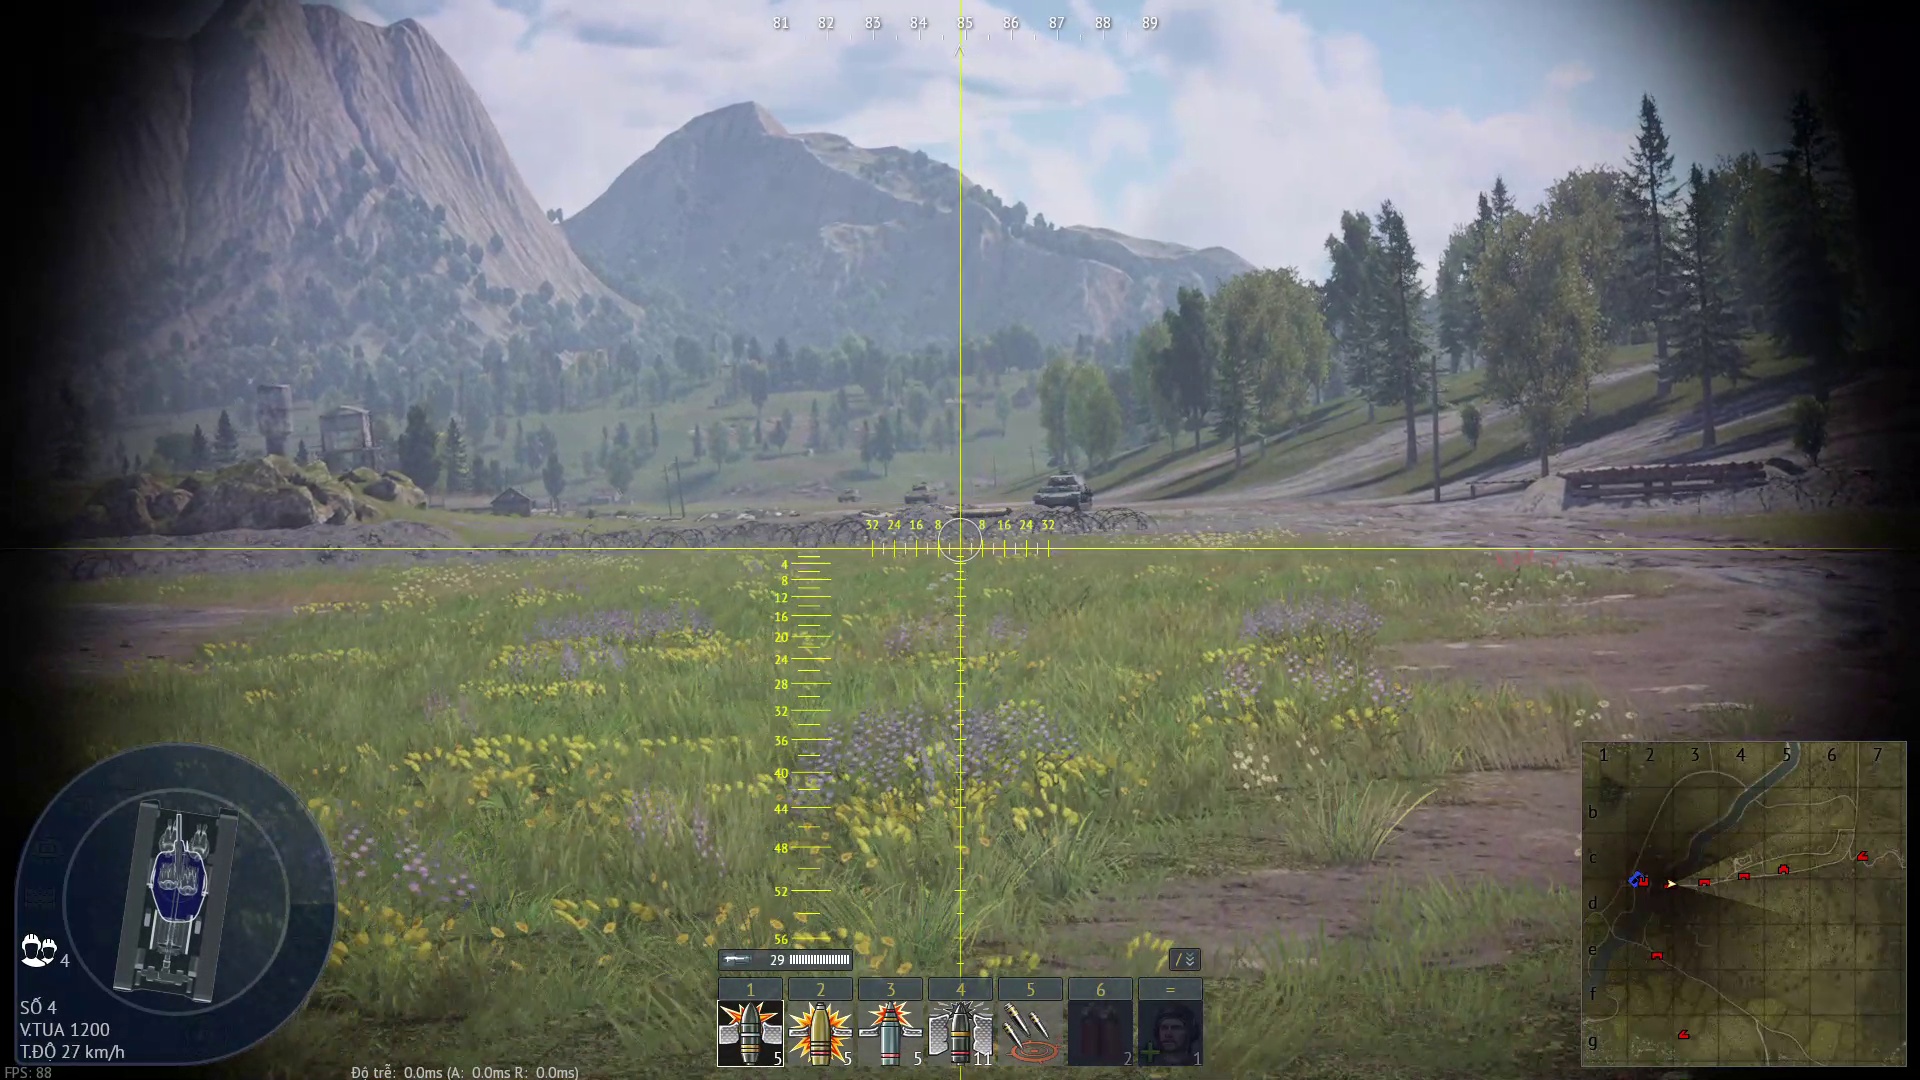 81 82 83 84 85 86 87 88 89
32 24 16 8 8 16 24 32
4
8
12
16
20
24
28
32
36
40
44
48
52
56
1 2 3 4 5 6 7
b
c
d
e
f
g
4
SỐ 4
V.TUA 1200
T.ĐỘ 27 km/h
FPS: 88
Độ trễ: 0.0ms (A: 0.0ms R: 0.0ms)
29
1 2 3 4 5 6 =
5 5 5 11 2 1